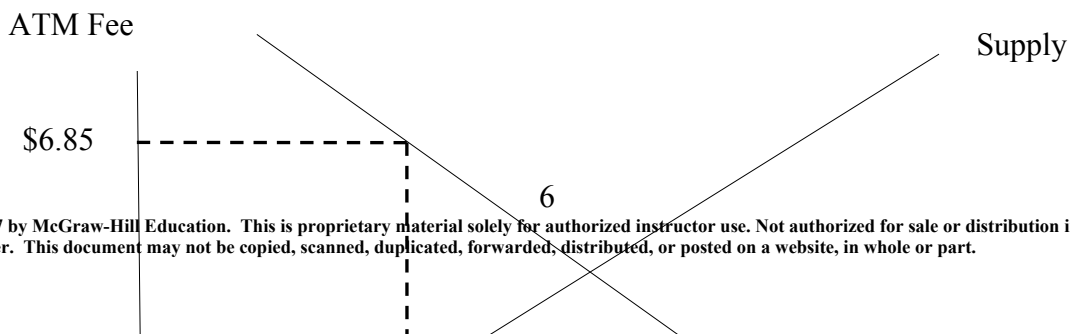 ATM Fee
Supply
$6.85
6
by McGraw-Hill Education. This is proprietary material solely for authorized instructor use. Not authorized for sale or distribution
This document may not be copied, scanned, duplicated, forwarded, distributed, or posted on a website, in whole or part.